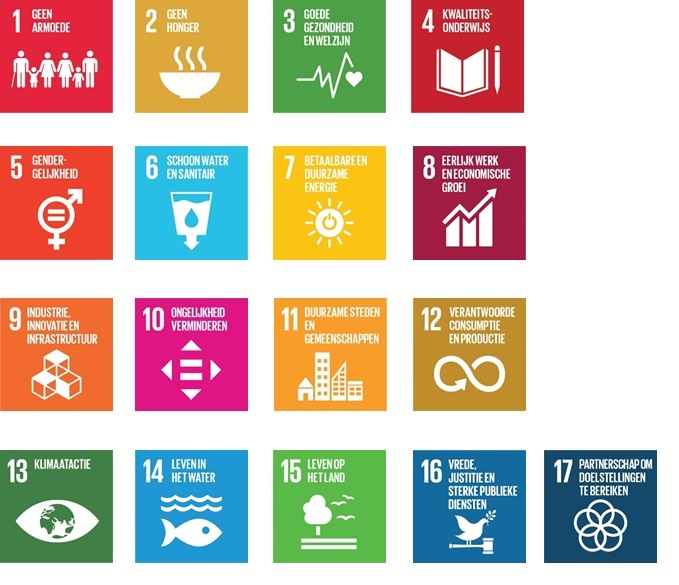 1 GEEN
ARMOEDE
2 GEEN
HONGER
3 GOEDE
GEZONDHEID
EN WELZIJN
4 KWALITEITS-
ONDERWIJS
5 GENDER-
GELIJKHEID
6 SCHOON WATER
EN SANITAIR
7 BETAALBARE EN
DUURZAME
ENERGIE
8 EERLIJK WERK
EN ECONOMISCHE
GROEI
9 INDUSTRIE,
INNOVATIE EN
INFRASTRUCTUUR
10 ONGELIJKHEID
VERMINDEREN
11 DUURZAME STEDEN
EN
GEMEENSCHAPPEN
12 VERANTWOORDE
CONSUMPTIE
EN PRODUCTIE
13 KLIMAATACTIE
14 LEVEN IN
HET WATER
15 LEVEN OP
HET LAND
16 VREDE,
JUSTITIE EN
STERKE PUBLIEKE
DIENSTEN
17 PARTNERSCHAP OM
DOELSTELLINGEN
TE BEREIKEN